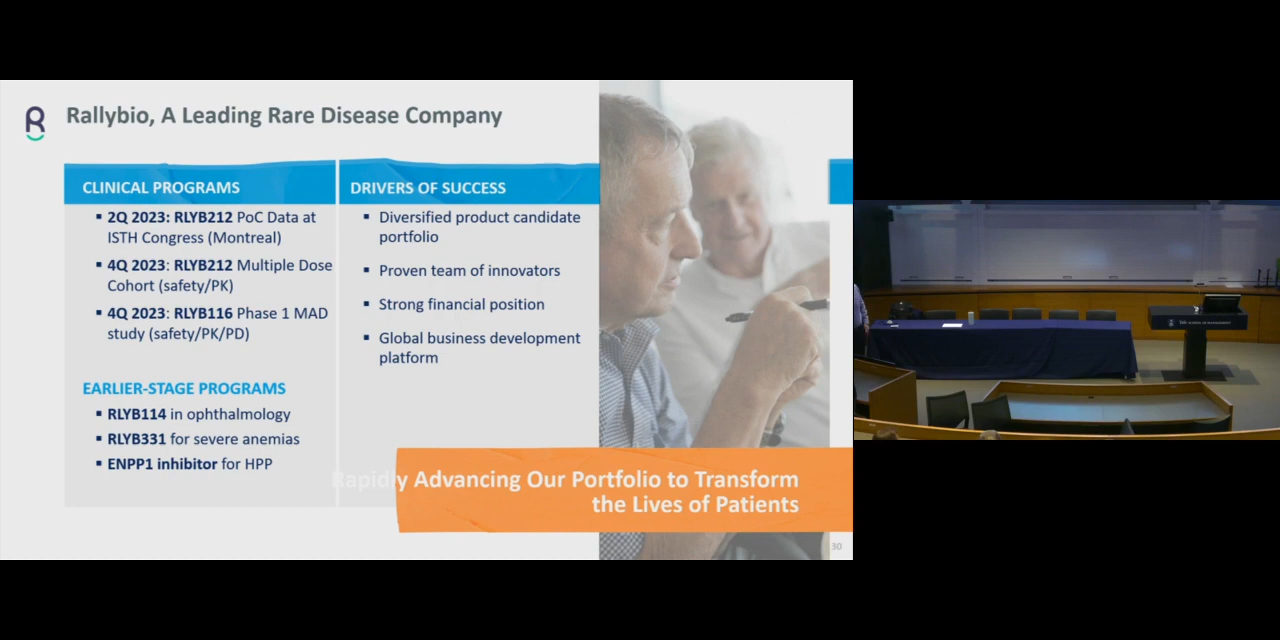 Rallybio, A Leading Rare Disease Company
CLINICAL PROGRAMS
▪ 2Q 2023: RLYB212 PoC Data at
ISTH Congress (Montreal)
▪ 4Q 2023: RLYB212 Multiple Dose
Cohort (safety/PK)
▪ 4Q 2023: RLYB116 Phase 1 MAD
study (safety/PK/PD)
EARLIER-STAGE PROGRAMS
▪ RLYB114 in ophthalmology
▪ RLYB331 for severe anemias
▪ ENPP1 inhibitor for HPP
DRIVERS OF SUCCESS
▪ Diversified product candidate
portfolio
▪ Proven team of innovators
▪ Strong financial position
▪ Global business development
platform
Rapidly Advancing Our Portfolio to Transform
the Lives of Patients
30
Yale SCHOOL OF MANAGEMENT